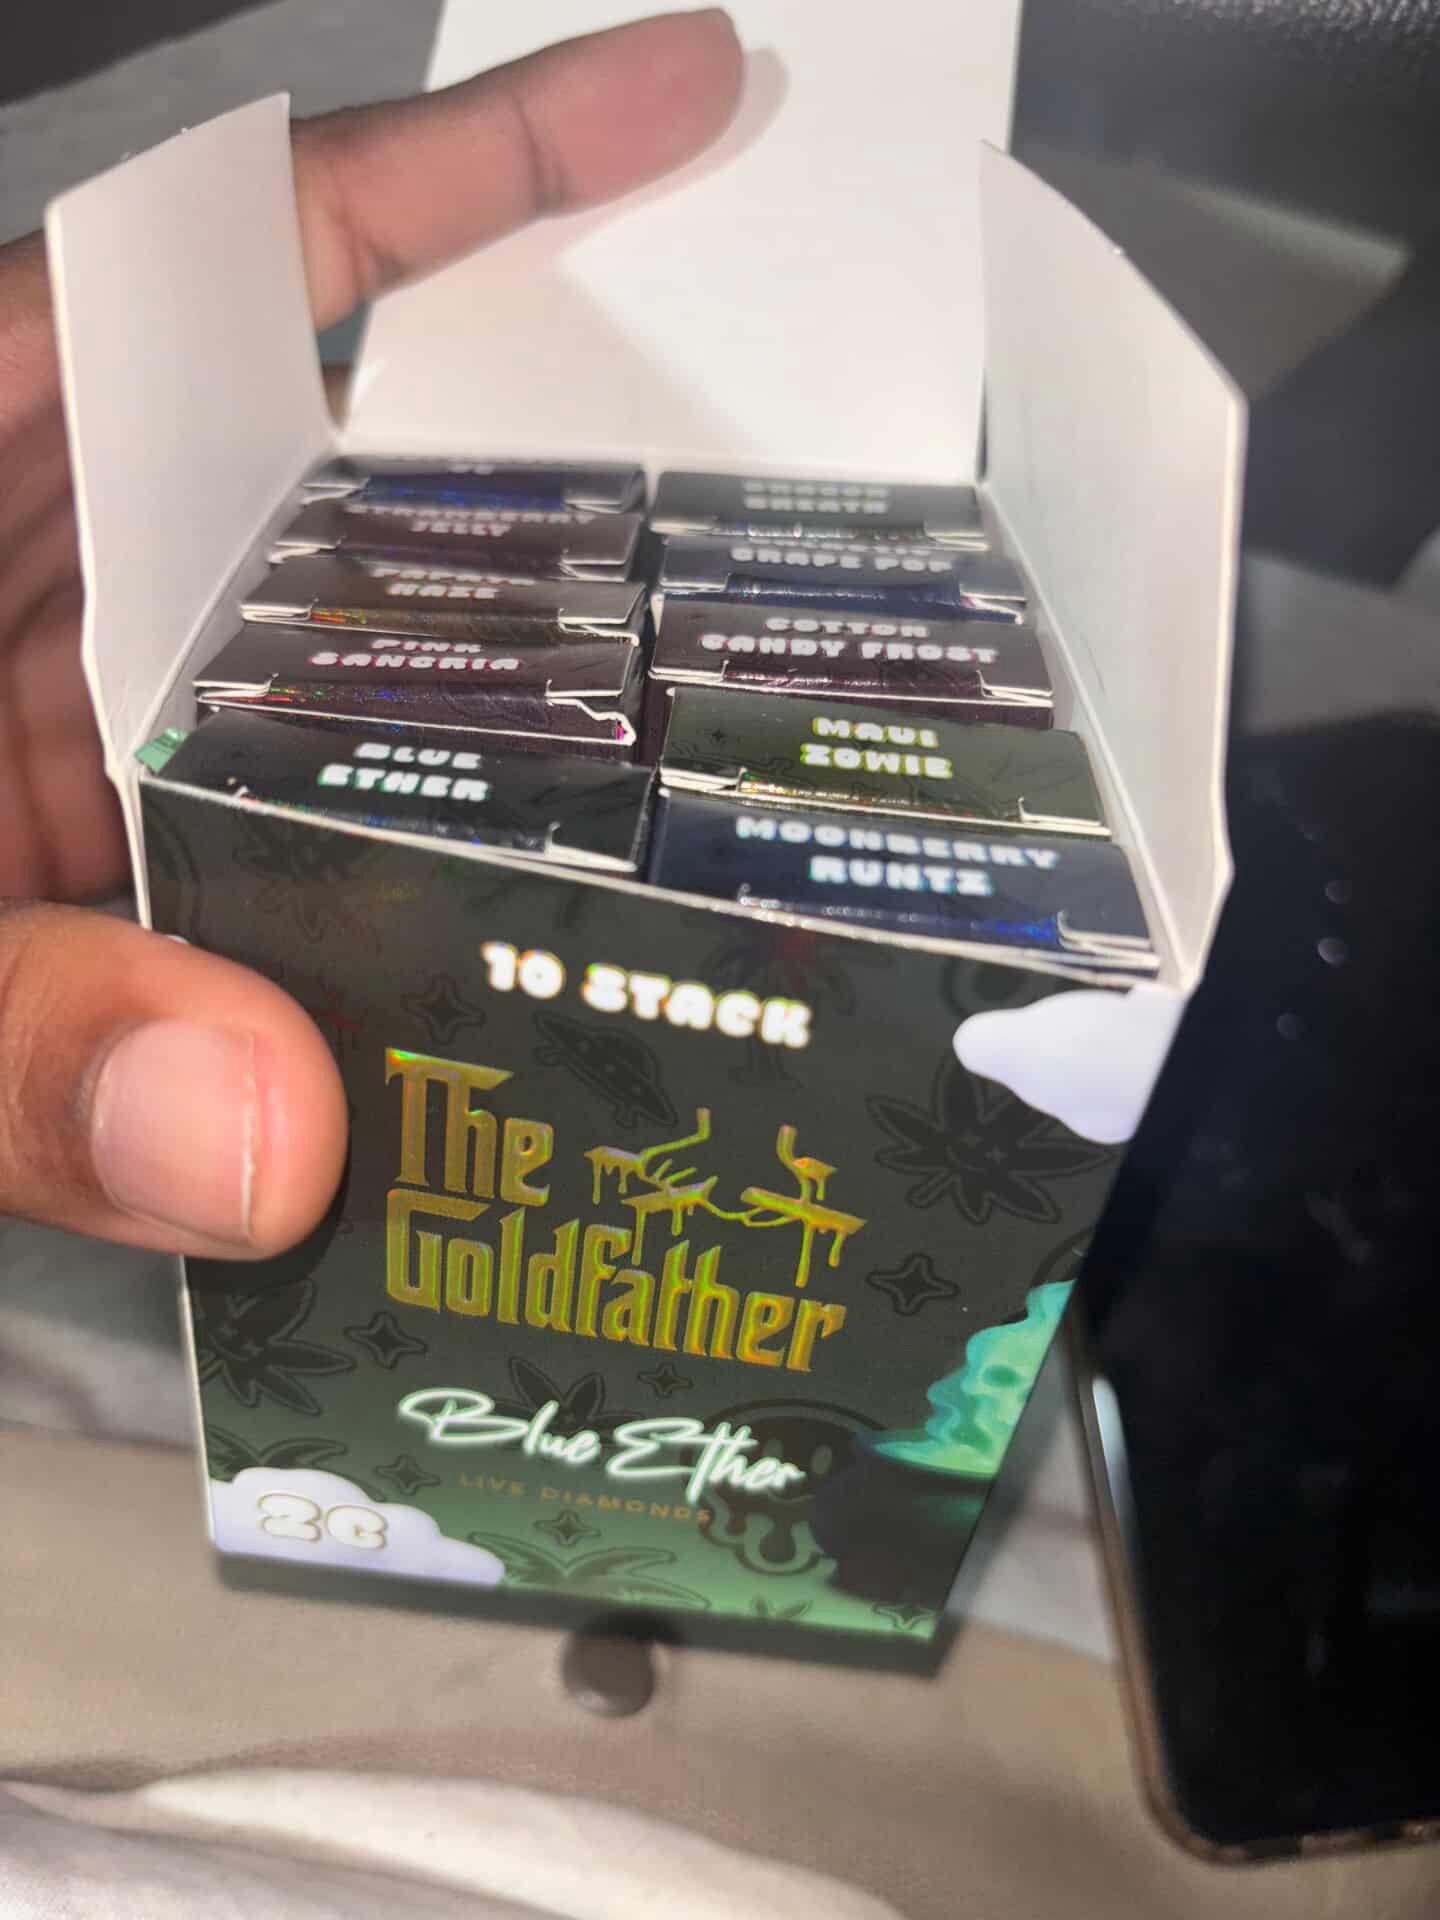 STRAWBERRY
JELLY
PAPAYA
HAZE
PINK
SANGRIA
BLUE
ETHER
DRAGON
BREATH
GRAPE POP
COTTON
CANDY FROST
MAUI
ZOWIE
MOONBERRY
RUNTZ
10 STACK
The
Goldfather
Blue Ether
LIVE DIAMONDS
2G